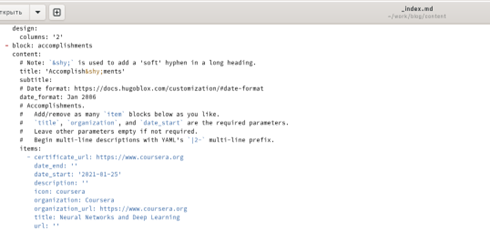 ткрыть
_index.md
~/work/blog/content
design:
columns: '2'
- block: accomplishments
content:
# Note: `&shy;` is used to add a 'soft' hyphen in a long heading.
title: 'Accomplish&shy;ments'
subtitle:
# Date format: https://docs.hugoblox.com/customization/#date-format
date_format: Jan 2006
# Accomplishments.
#   Add/remove as many `item` blocks below as you like.
#   `title`, `organization`, and `date_start` are the required parameters.
#   Leave other parameters empty if not required.
#   Begin multi-line descriptions with YAML's `|2-` multi-line prefix.
items:
- certificate_url: https://www.coursera.org
date_end: ''
date_start: '2021-01-25'
description: ''
icon: coursera
organization: Coursera
organization_url: https://www.coursera.org
title: Neural Networks and Deep Learning
url: ''